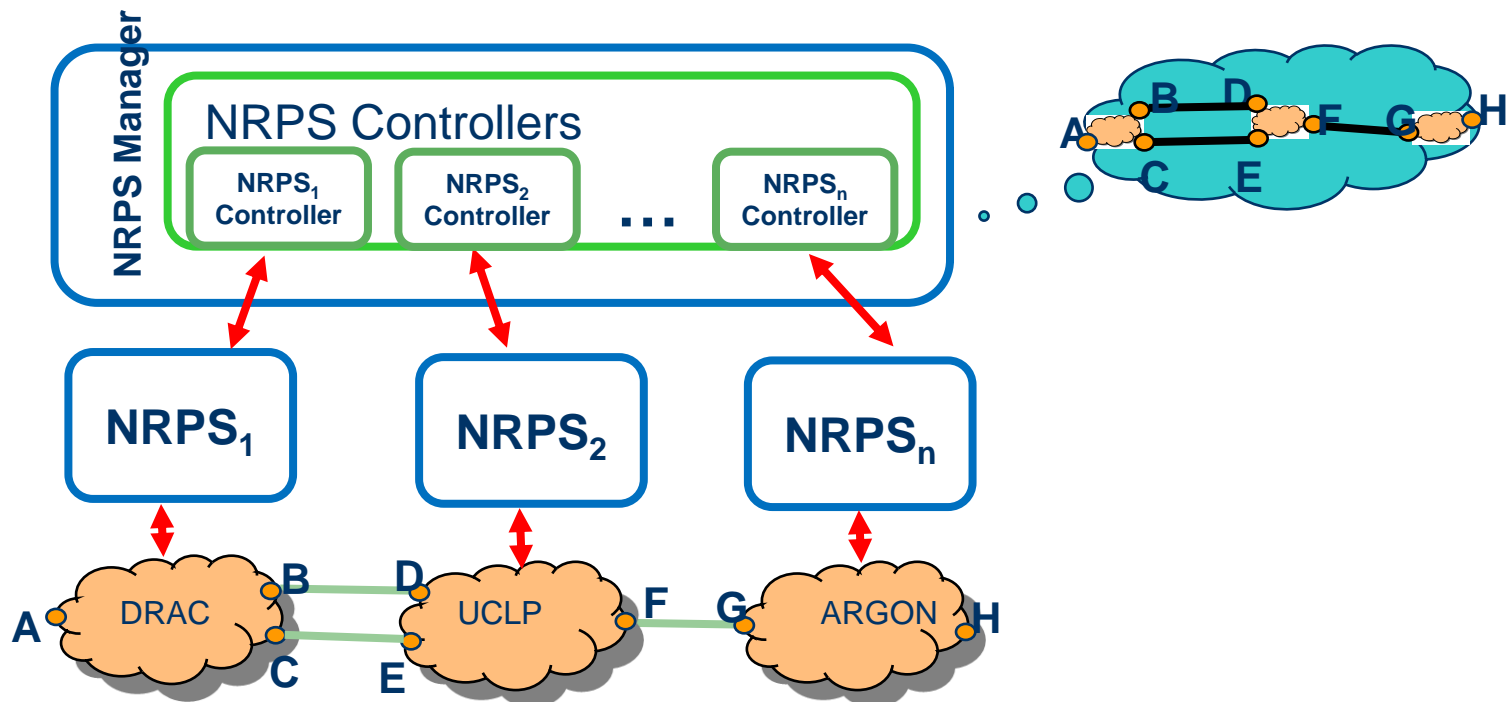 NRPS Manager
NRPS Controllers
NRPS₁
Controller
NRPS₂
Controller
...
NRPSₙ
Controller
A
B
D
F
G
H
C
E
NRPS₁
NRPS₂
NRPSₙ
A
DRAC
B
C
D
E
UCLP
F
G
ARGON
H